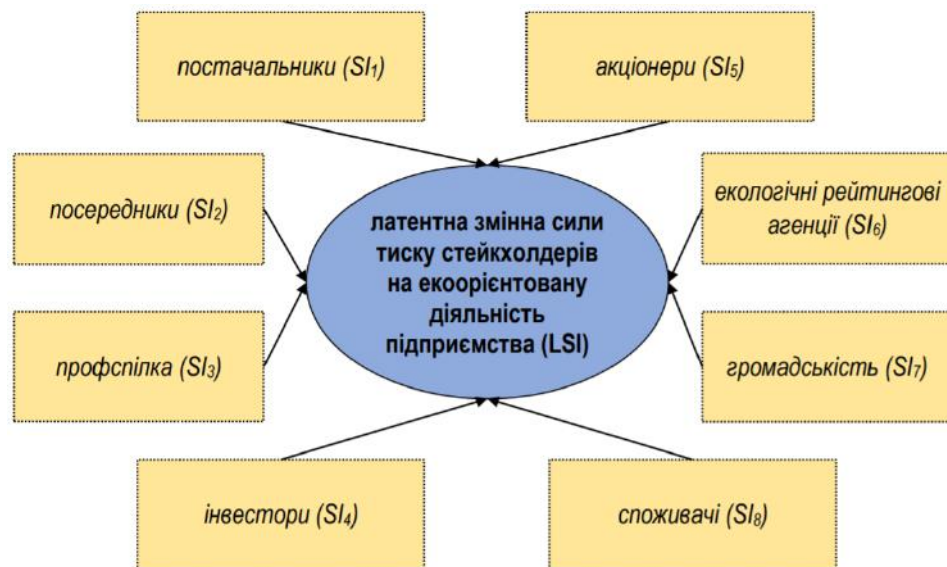 постачальники (SI₁)
акціонери (SI₅)
посередники (SI₂)
екологічні рейтингові
агенції (SI₆)
латентна змінна сили
тиску стейкхолдерів
на екоорієнтовану
діяльність
підприємства (LSI)
профспілка (SI₃)
громадськість (SI₇)
інвестори (SI₄)
споживачі (SI₈)